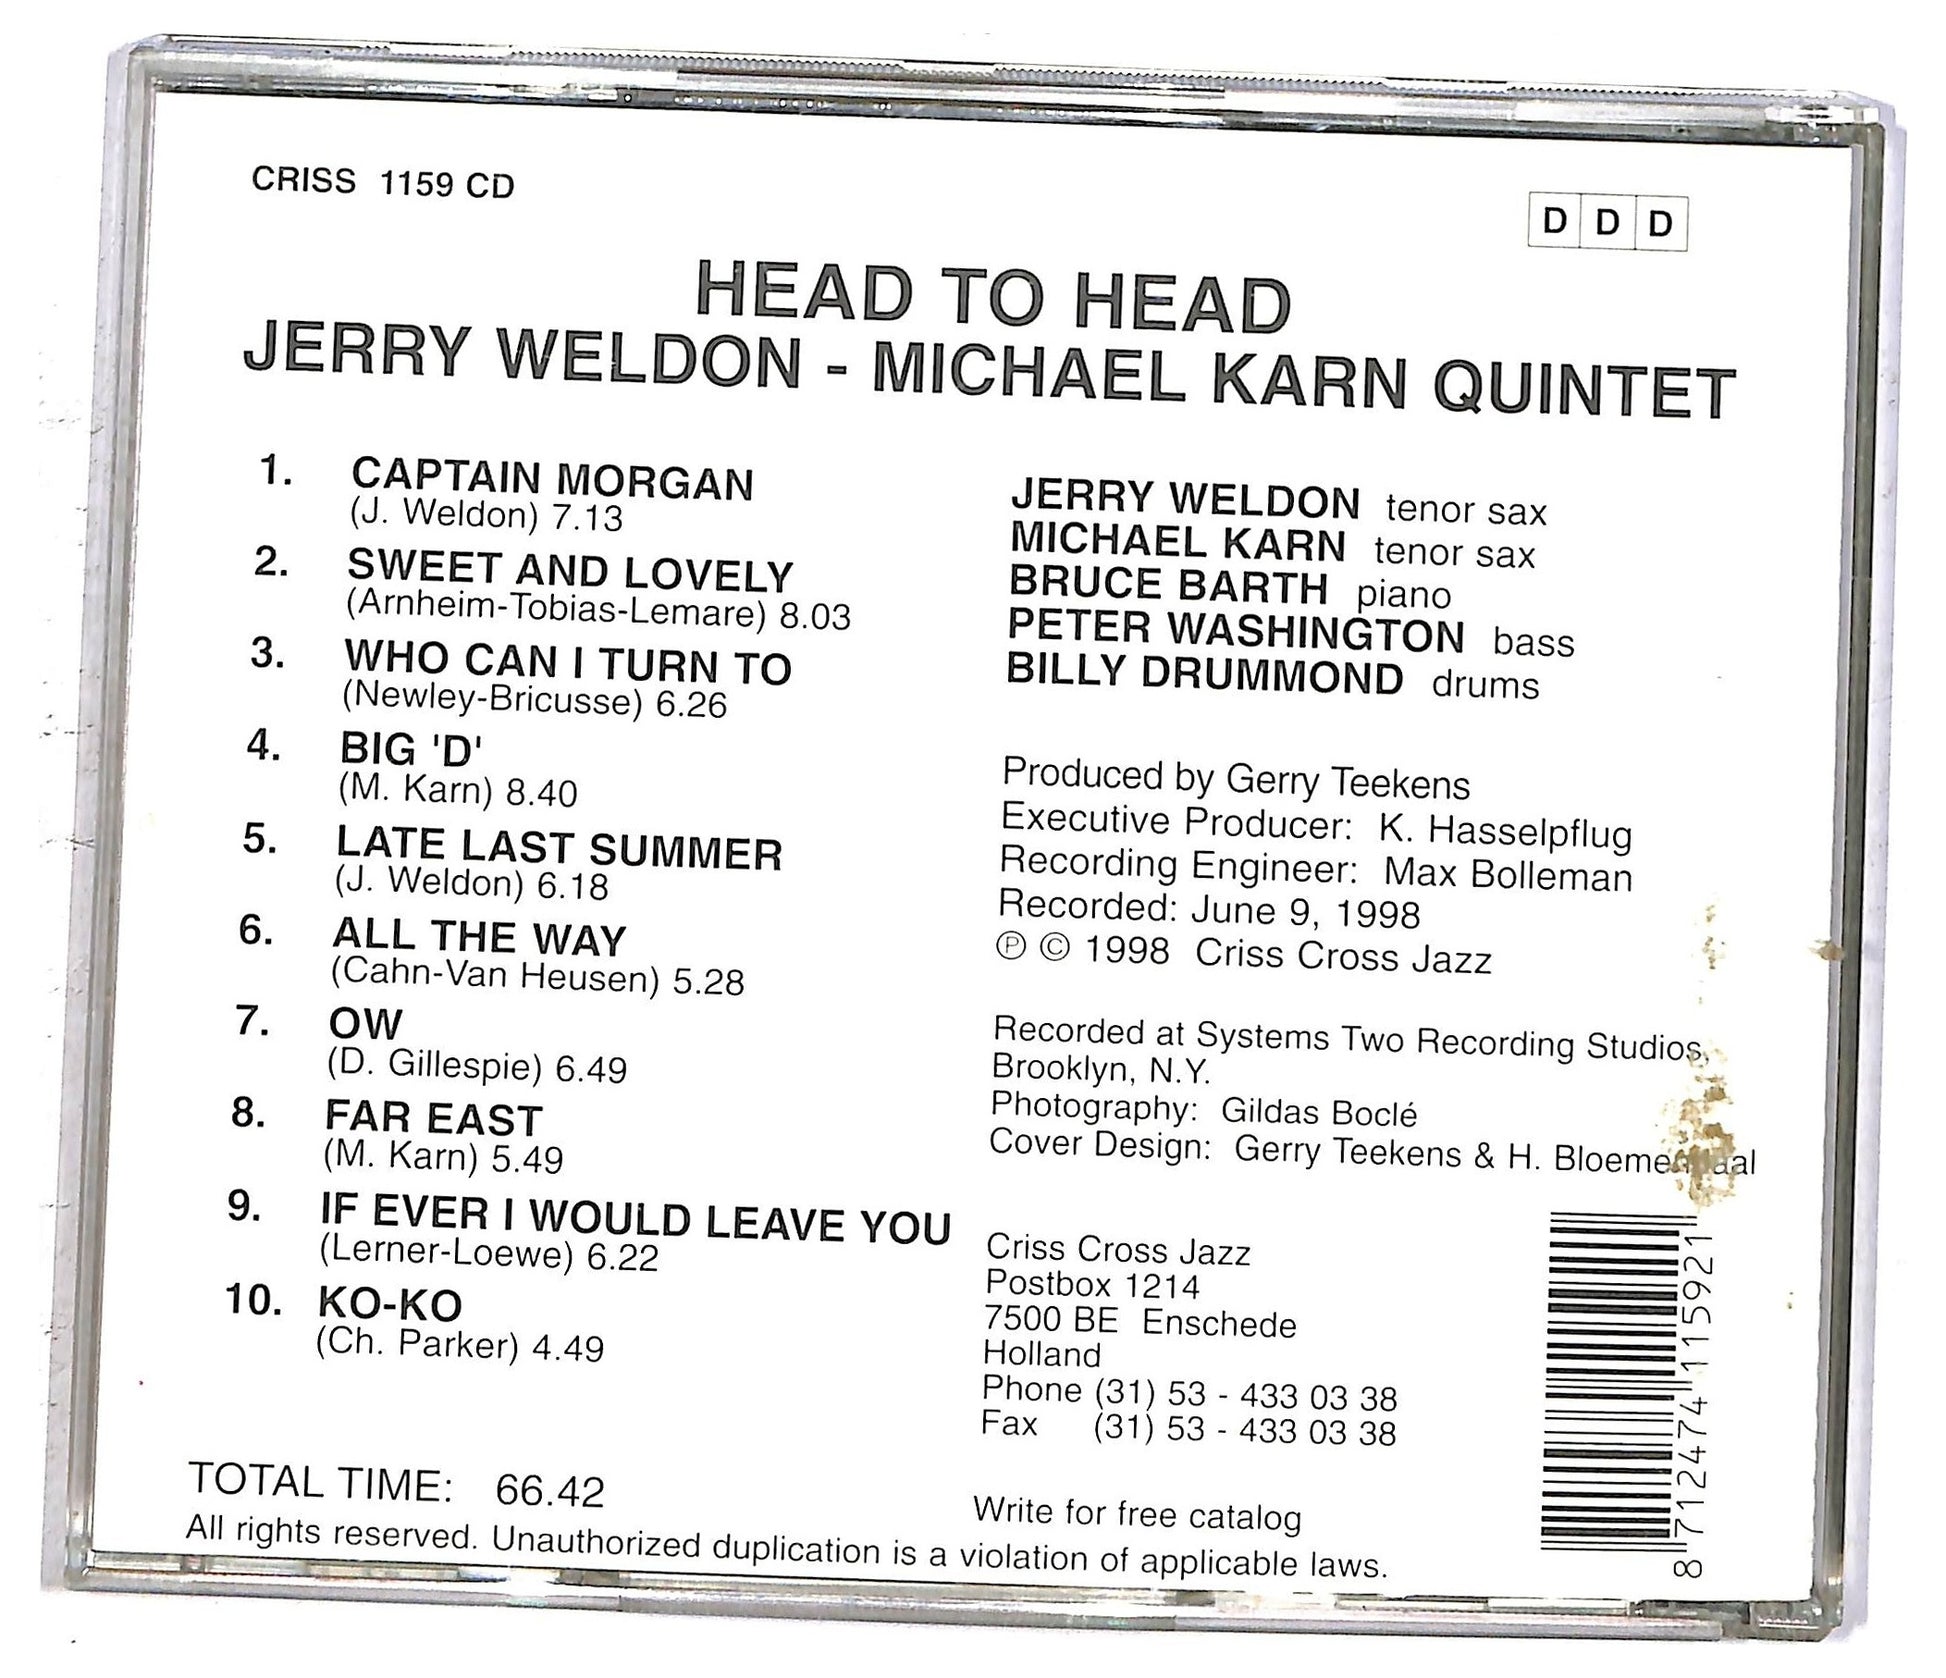 CRISS 1159 CD
D D D
HEAD TO HEAD
JERRY WELDON - MICHAEL KARN QUINTET
1. CAPTAIN MORGAN
(J. Weldon) 7.13
2. SWEET AND LOVELY
(Arnheim-Tobias-Lemare) 8.03
3. WHO CAN I TURN TO
(Newley-Bricusse) 6.26
4. BIG 'D'
(M. Karn) 8.40
5. LATE LAST SUMMER
(J. Weldon) 6.18
6. ALL THE WAY
(Cahn-Van Heusen) 5.28
7. OW
(D. Gillespie) 6.49
8. FAR EAST
(M. Karn) 5.49
9. IF EVER I WOULD LEAVE YOU
(Lerner-Loewe) 6.22
10. KO-KO
(Ch. Parker) 4.49
JERRY WELDON tenor sax
MICHAEL KARN tenor sax
BRUCE BARTH piano
PETER WASHINGTON bass
BILLY DRUMMOND drums
Produced by Gerry Teekens
Executive Producer: K. Hasselpflug
Recording Engineer: Max Bolleman
Recorded: June 9, 1998
℗ © 1998 Criss Cross Jazz
Recorded at Systems Two Recording Studios,
Brooklyn, N.Y.
Photography: Gildas Boclé
Cover Design: Gerry Teekens & H.
Criss Cross Jazz
Postbox 1214
7500 BE Enschede
Holland
Phone (31) 53 - 433 03 38
Fax (31) 53 - 433 03 38
Write for free catalog
8 712474 115921
TOTAL TIME: 66.42
All rights reserved. Unauthorized duplication is a violation of applicable laws.